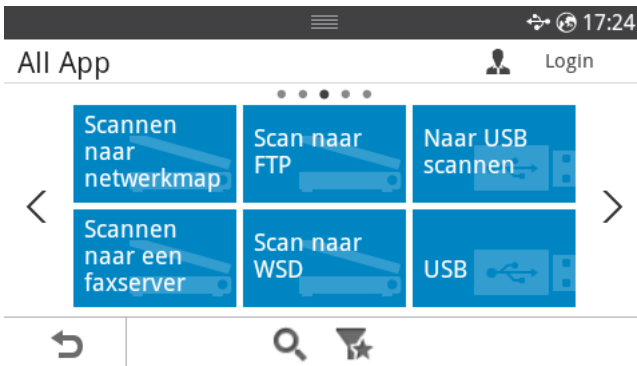 17:24
All App
Login
Scannen
naar
netwerkmap
Scan naar
FTP
Naar USB
scannen
Scannen
naar een
faxserver
Scan naar
WSD
USB